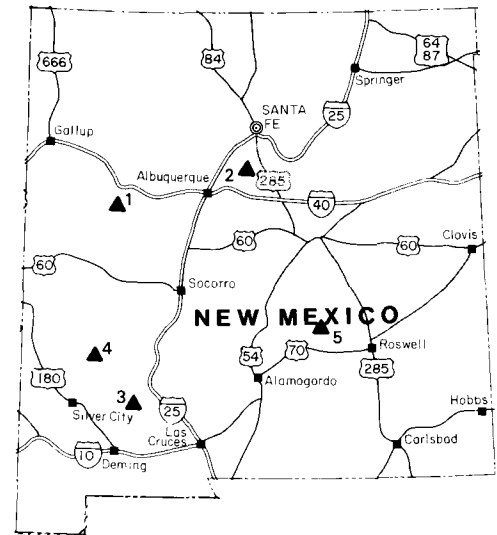 666
84
64
87
Springer
SANTA
FE
25
Gallup
Albuquerque
2
285
1
40
60
60
Clovis
60
Socorro
NEW MEXICO
5
4
54
70
Roswell
285
180
Alamogordo
3
Silver City
25
Hobbs
Las
Cruces
10
Deming
Carlsbad